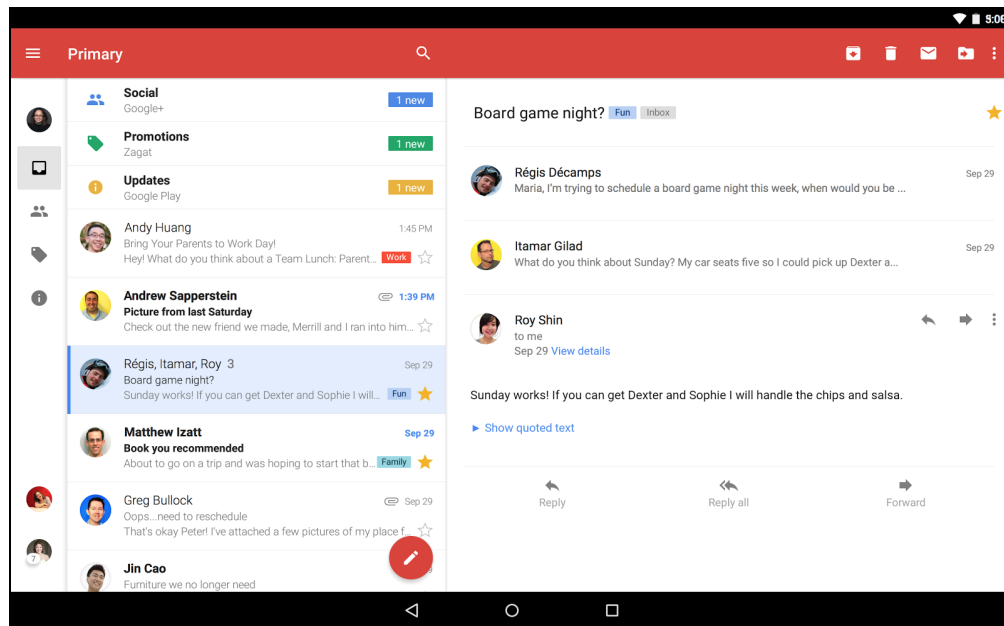 5:06
Primary
Social
Google+
1 new
Promotions
Zagat
1 new
Updates
Google Play
1 new
Andy Huang
1:45 PM
Bring Your Parents to Work Day!
Hey! What do you think about a Team Lunch: Parent...
Work
Andrew Sapperstein
1:39 PM
Picture from last Saturday
Check out the new friend we made, Merrill and I ran into him...
Régis, Itamar, Roy 3
Sep 29
Board game night?
Sunday works! If you can get Dexter and Sophie I will...
Fun
Matthew Izatt
Sep 29
Book you recommended
About to go on a trip and was hoping to start that b...
Family
Greg Bullock
Sep 29
Oops...need to reschedule
That's okay Peter! I've attached a few pictures of my place f...
Jin Cao
Furniture we no longer need
7
Board game night? Fun Inbox
Régis Décamps
Sep 29
Maria, I'm trying to schedule a board game night this week, when would you be ...
Itamar Gilad
Sep 29
What do you think about Sunday? My car seats five so I could pick up Dexter a...
Roy Shin
to me
Sep 29 View details
Sunday works! If you can get Dexter and Sophie I will handle the chips and salsa.
► Show quoted text
Reply
Reply all
Forward